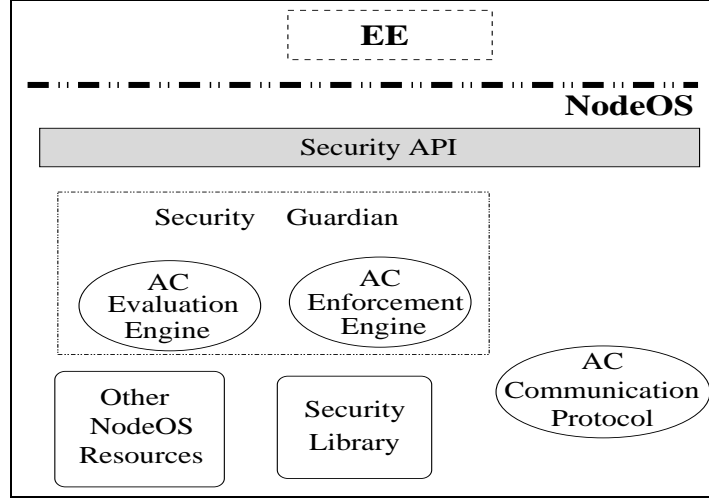 EE
NodeOS
Security API
Security Guardian
AC
Evaluation
Engine
AC
Enforcement
Engine
Other
NodeOS
Resources
Security
Library
AC
Communication
Protocol